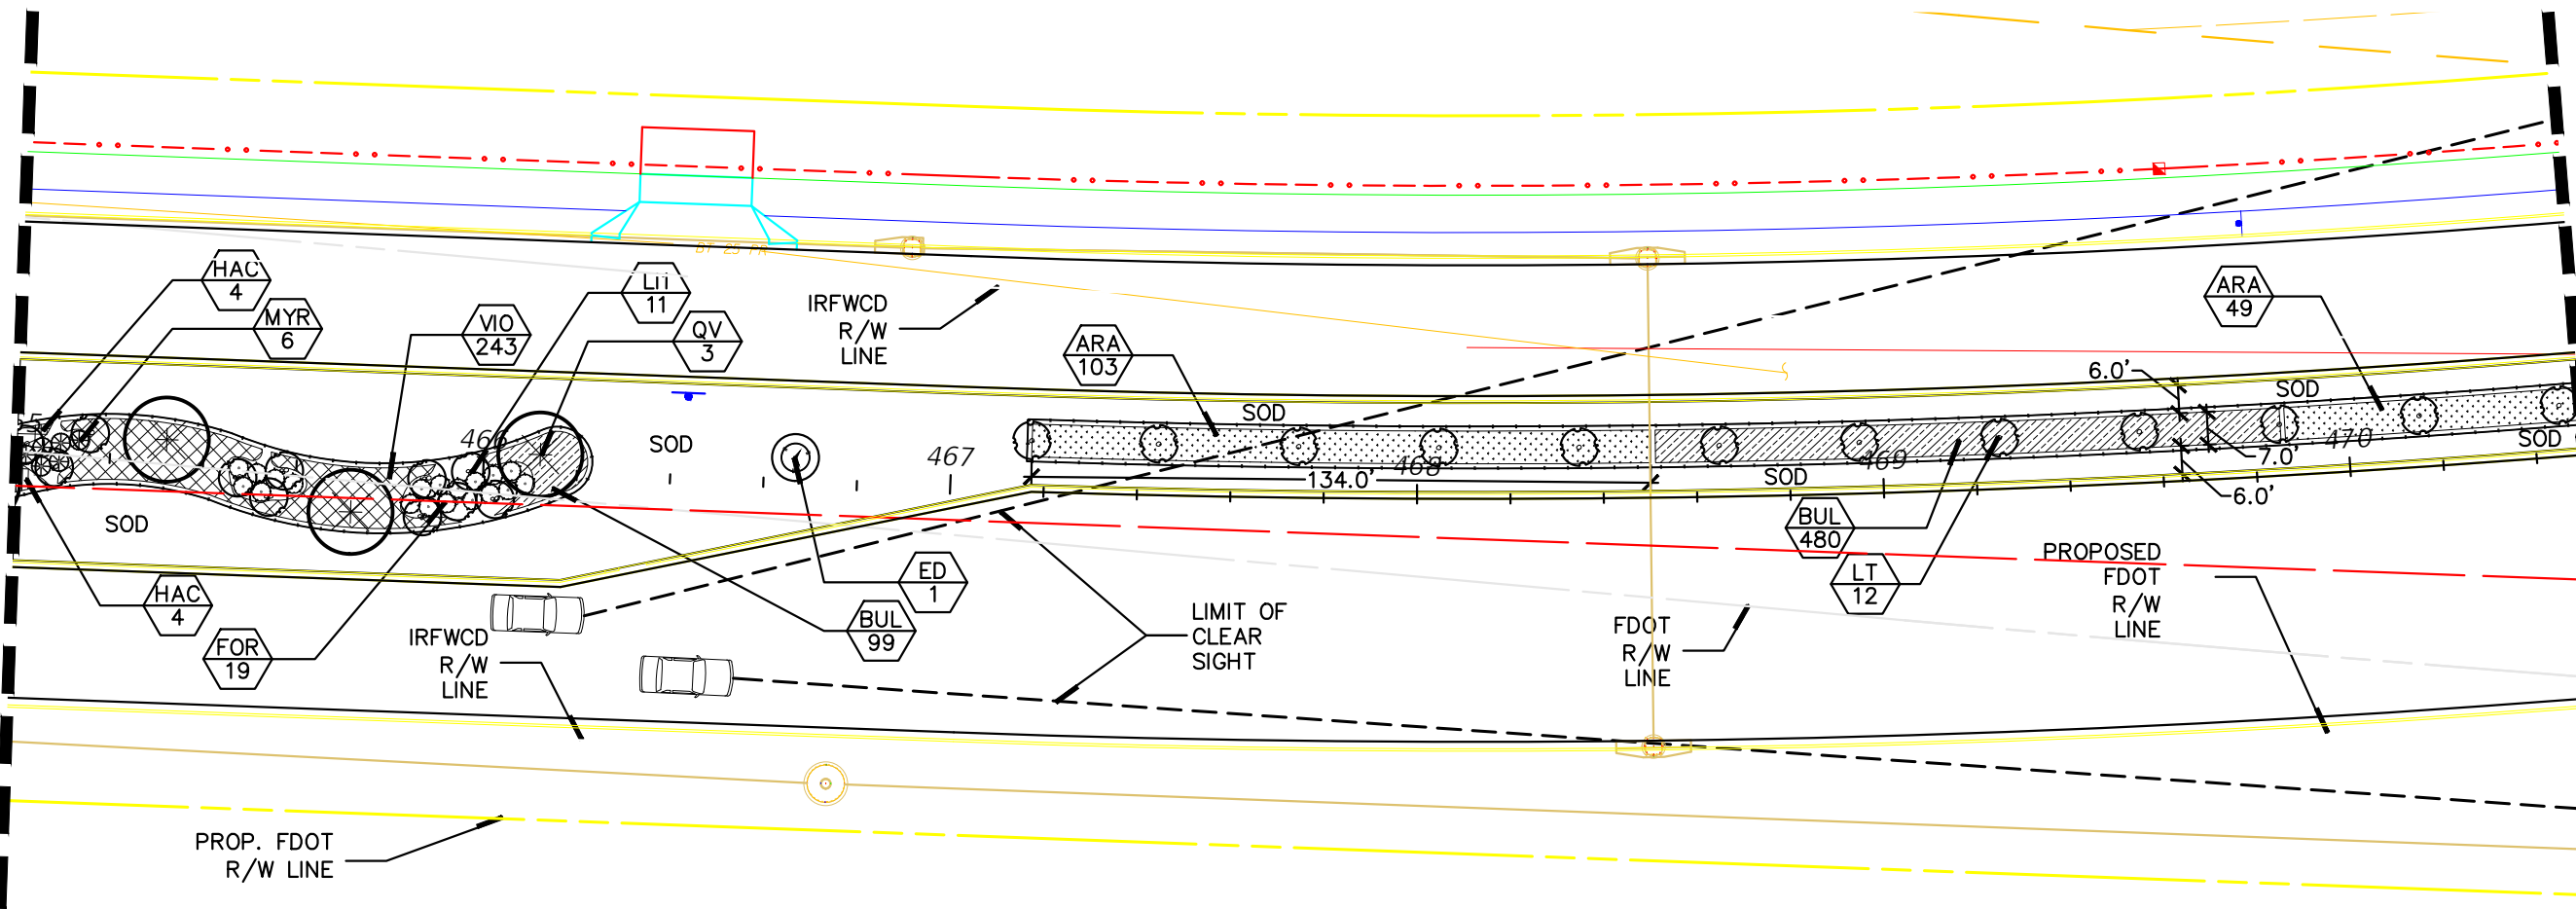 BT-25-FR
HAC
4
MYR
6
VIO
243
LIT
11
QV
3
IRFWCD
R/W
LINE
ARA
103
ARA
49
6.0'
SOD
SOD
466
SOD
467
468
469
470
134.0'
SOD
7.0'
SOD
6.0'
SOD
BUL
480
LT
12
PROPOSED
FDOT
R/W
LINE
HAC
4
ED
1
BUL
99
FOR
19
IRFWCD
R/W
LINE
LIMIT OF
CLEAR
SIGHT
FDOT
R/W
LINE
PROP. FDOT
R/W LINE